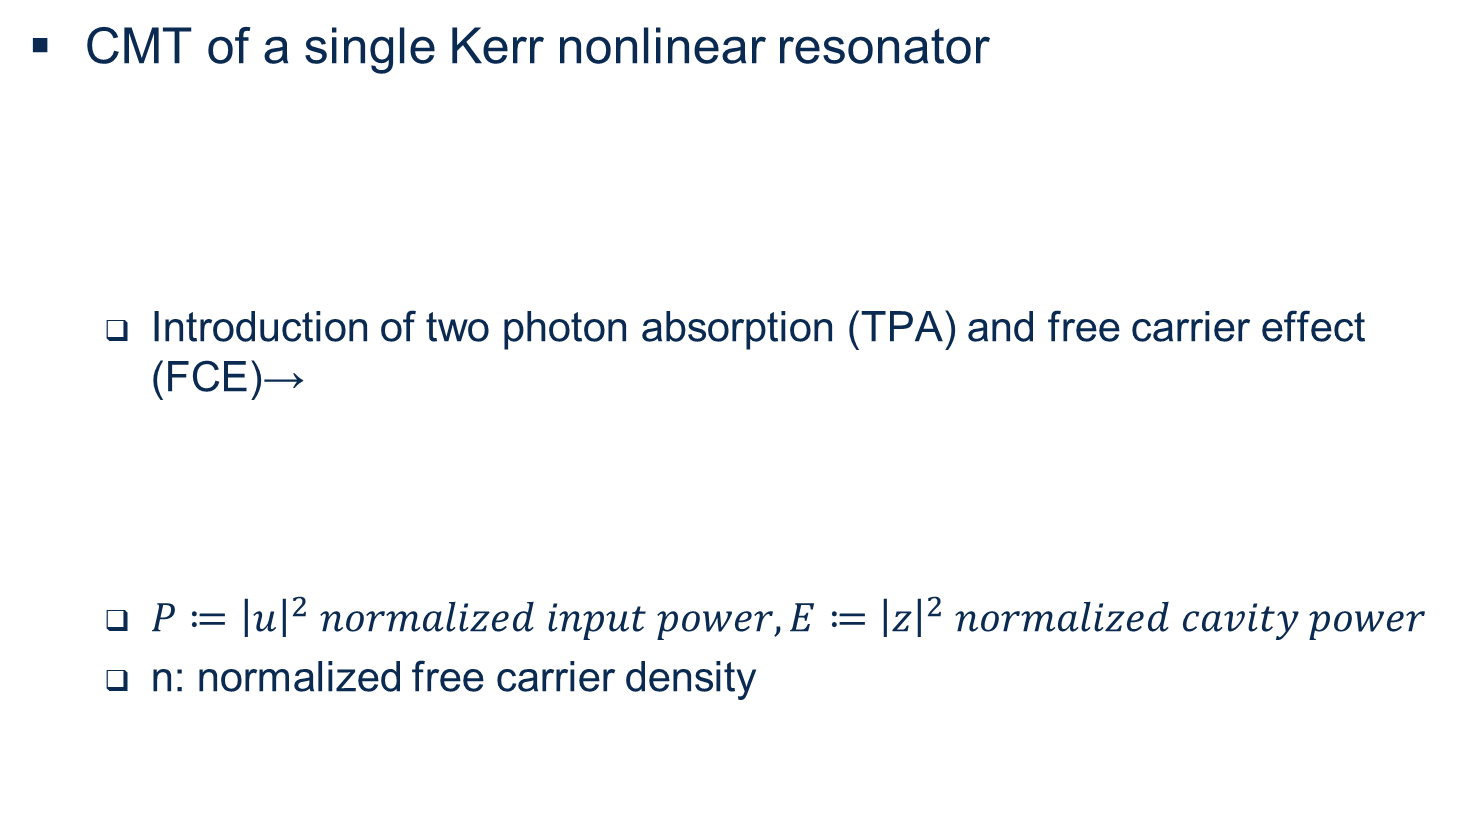 ▪ CMT of a single Kerr nonlinear resonator
❑ Introduction of two photon absorption (TPA) and free carrier effect
(FCE)→
❑ P ≔ |u|² normalized input power, E ≔ |z|² normalized cavity power
❑ n: normalized free carrier density